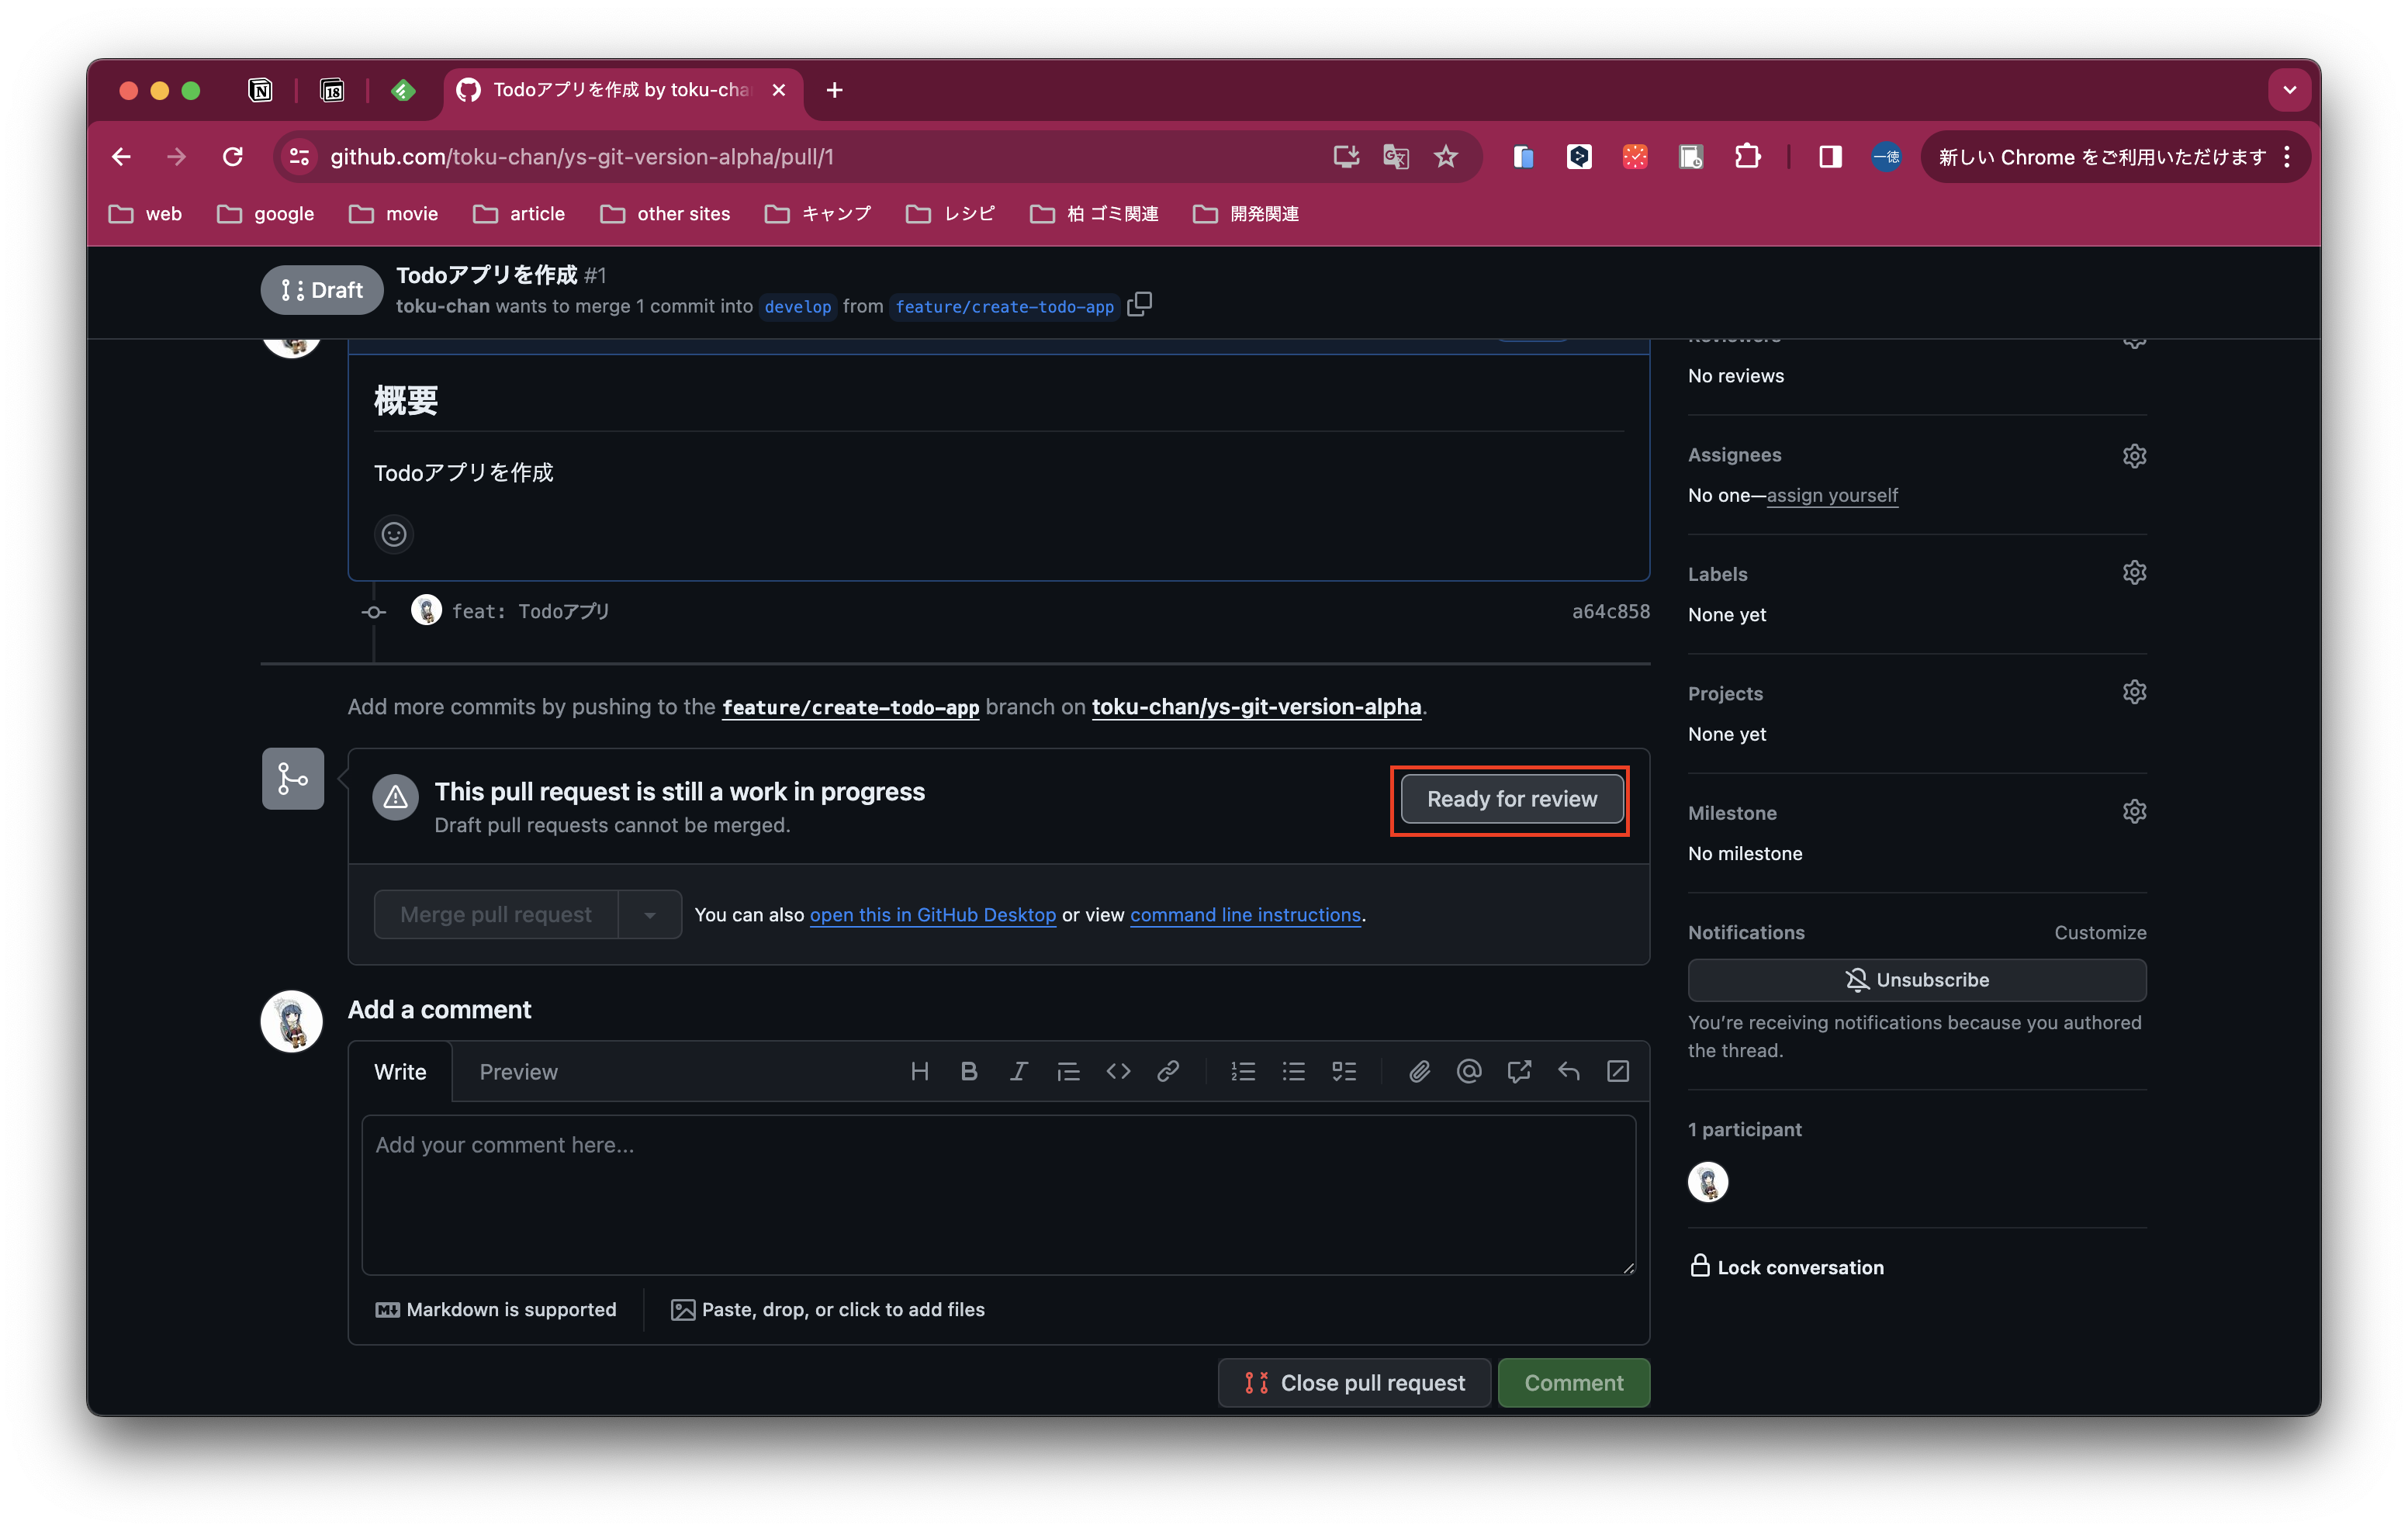 Todoアプリを作成 by toku-cha
github.com/toku-chan/ys-git-version-alpha/pull/1
一徳
新しい Chrome をご利用いただけます
web google movie article other sites キャンプ レシピ 柏 ゴミ関連 開発関連
Draft
Todoアプリを作成 #1
toku-chan wants to merge 1 commit into develop from feature/create-todo-app
概要
Todoアプリを作成
feat: Todoアプリ a64c858
Add more commits by pushing to the feature/create-todo-app branch on toku-chan/ys-git-version-alpha.
This pull request is still a work in progress
Draft pull requests cannot be merged.
Ready for review
Merge pull request
You can also open this in GitHub Desktop or view command line instructions.
Add a comment
Write Preview
Add your comment here...
Markdown is supported
Paste, drop, or click to add files
Close pull request
Comment
Reviewers
No reviews
Assignees
No one—assign yourself
Labels
None yet
Projects
None yet
Milestone
No milestone
Notifications Customize
Unsubscribe
You’re receiving notifications because you authored
the thread.
1 participant
Lock conversation